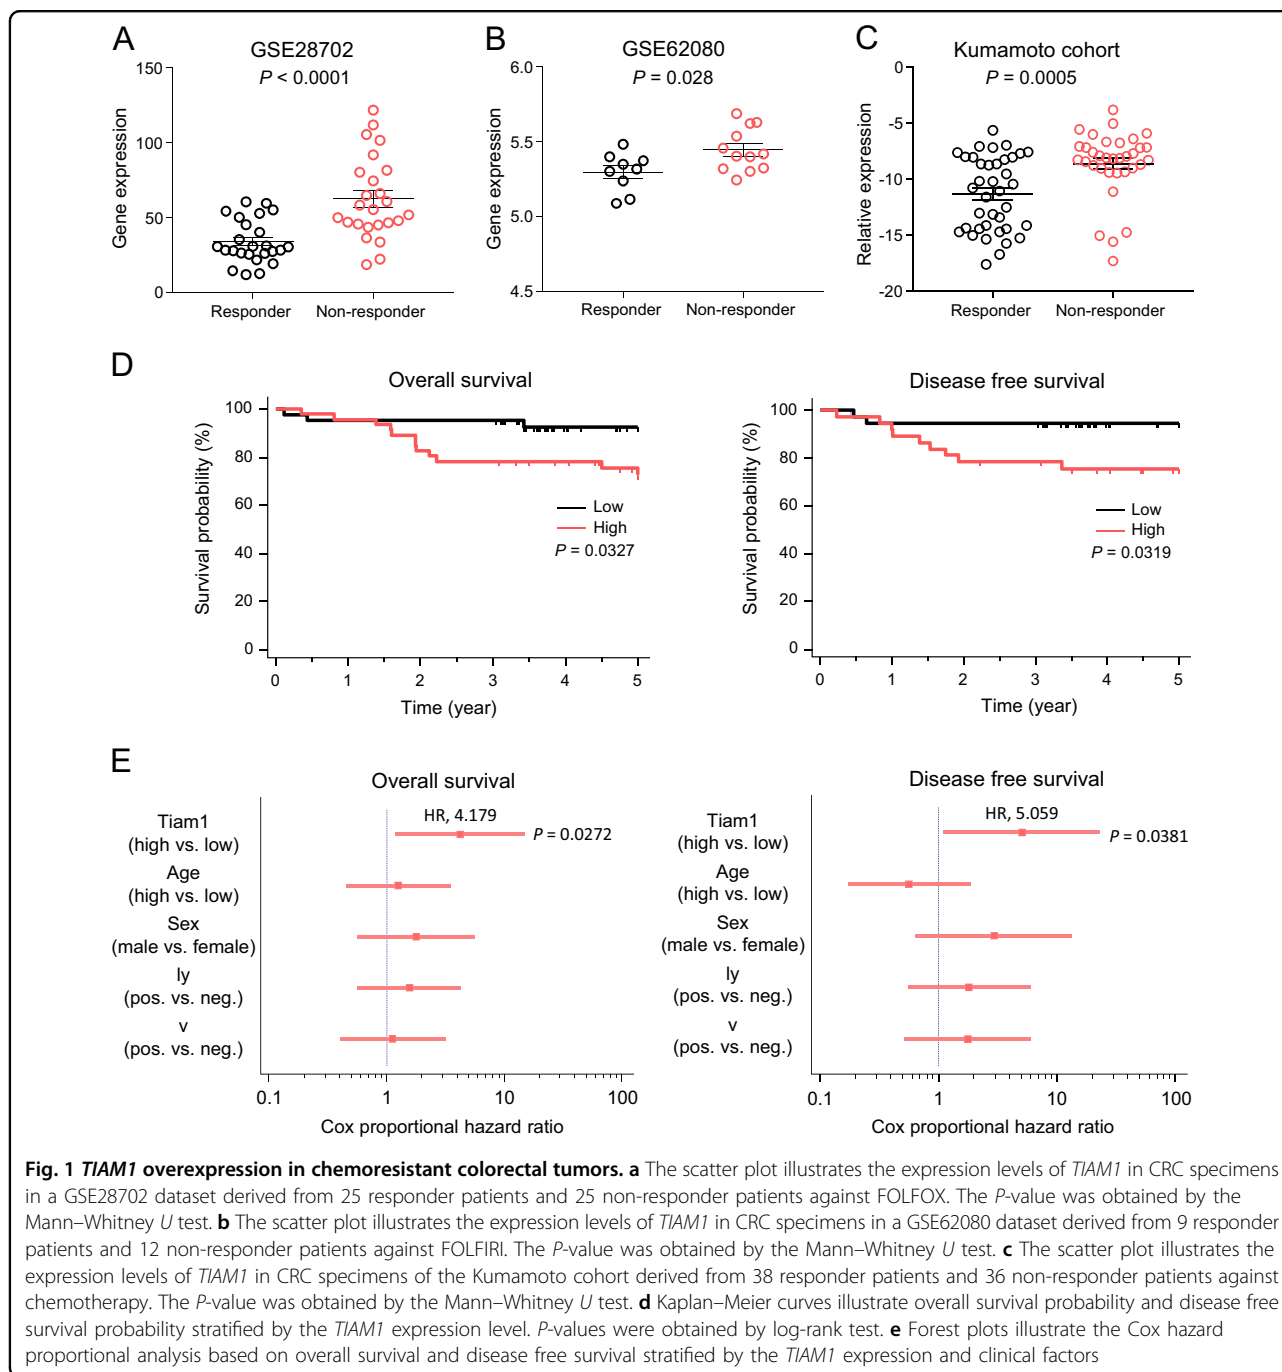 A
GSE28702
P < 0.0001
Gene expression
150
100
50
0
Responder
Non-responder
B
GSE62080
P = 0.028
Gene expression
6.0
5.5
5.0
4.5
Responder
Non-responder
C
Kumamoto cohort
P = 0.0005
Relative expression
0
-5
-10
-15
-20
Responder
Non-responder
D
Overall survival
Survival probability (%)
100
80
60
40
20
0
Low
High
P = 0.0327
0 1 2 3 4 5
Time (year)
Disease free survival
Survival probability (%)
100
80
60
40
20
0
Low
High
P = 0.0319
0 1 2 3 4 5
Time (year)
E
Overall survival
Tiam1
(high vs. low)
HR, 4.179
P = 0.0272
Age
(high vs. low)
Sex
(male vs. female)
ly
(pos. vs. neg.)
v
(pos. vs. neg.)
0.1 1 10 100
Cox proportional hazard ratio
Disease free survival
Tiam1
(high vs. low)
HR, 5.059
P = 0.0381
Age
(high vs. low)
Sex
(male vs. female)
ly
(pos. vs. neg.)
v
(pos. vs. neg.)
0.1 1 10 100
Cox proportional hazard ratio
Fig. 1 TIAM1 overexpression in chemoresistant colorectal tumors. a The scatter plot illustrates the expression levels of TIAM1 in CRC specimens
in a GSE28702 dataset derived from 25 responder patients and 25 non-responder patients against FOLFOX. The P-value was obtained by the
Mann–Whitney U test. b The scatter plot illustrates the expression levels of TIAM1 in CRC specimens in a GSE62080 dataset derived from 9 responder
patients and 12 non-responder patients against FOLFIRI. The P-value was obtained by the Mann–Whitney U test. c The scatter plot illustrates the
expression levels of TIAM1 in CRC specimens of the Kumamoto cohort derived from 38 responder patients and 36 non-responder patients against
chemotherapy. The P-value was obtained by the Mann–Whitney U test. d Kaplan–Meier curves illustrate overall survival probability and disease free
survival probability stratified by the TIAM1 expression level. P-values were obtained by log-rank test. e Forest plots illustrate the Cox hazard
proportional analysis based on overall survival and disease free survival stratified by the TIAM1 expression and clinical factors